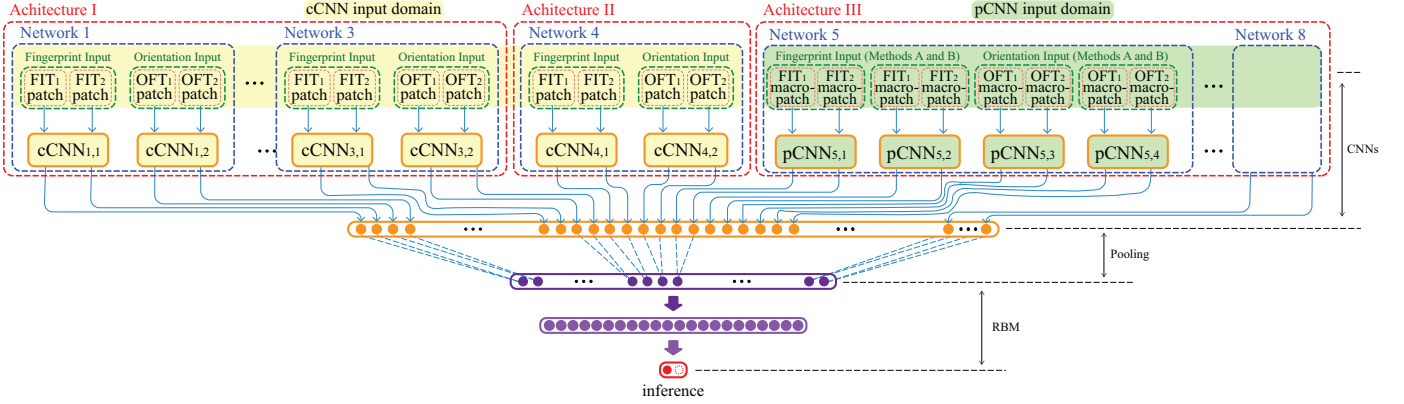 Achitecture I
cCNN input domain
Achitecture II
Achitecture III
pCNN input domain
Network 1
Network 3
Network 4
Network 5
Network 8
Fingerprint Input
Orientation Input
Fingerprint Input
Orientation Input
Fingerprint Input
Orientation Input
Fingerprint Input (Methods A and B)
Orientation Input (Methods A and B)
FIT1
patch
FIT2
patch
OFT1
patch
OFT2
patch
...
FIT1
patch
FIT2
patch
OFT1
patch
OFT2
patch
FIT1
patch
FIT2
patch
OFT1
patch
OFT2
patch
FIT1
macro-
patch
FIT2
macro-
patch
FIT1
macro-
patch
FIT2
macro-
patch
OFT1
macro-
patch
OFT2
macro-
patch
OFT1
macro-
patch
OFT2
macro-
patch
...
cCNN1,1
cCNN1,2
...
cCNN3,1
cCNN3,2
cCNN4,1
cCNN4,2
pCNN5,1
pCNN5,2
pCNN5,3
pCNN5,4
...
CNNs
...
...
...
Pooling
...
...
RBM
inference